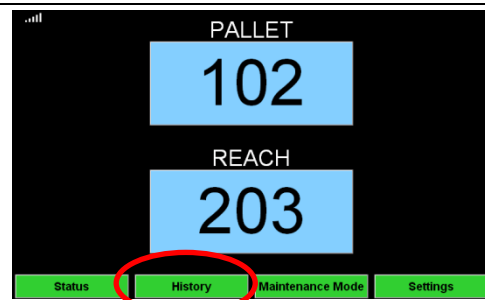 PALLET
102
REACH
203
Status History Maintenance Mode Settings